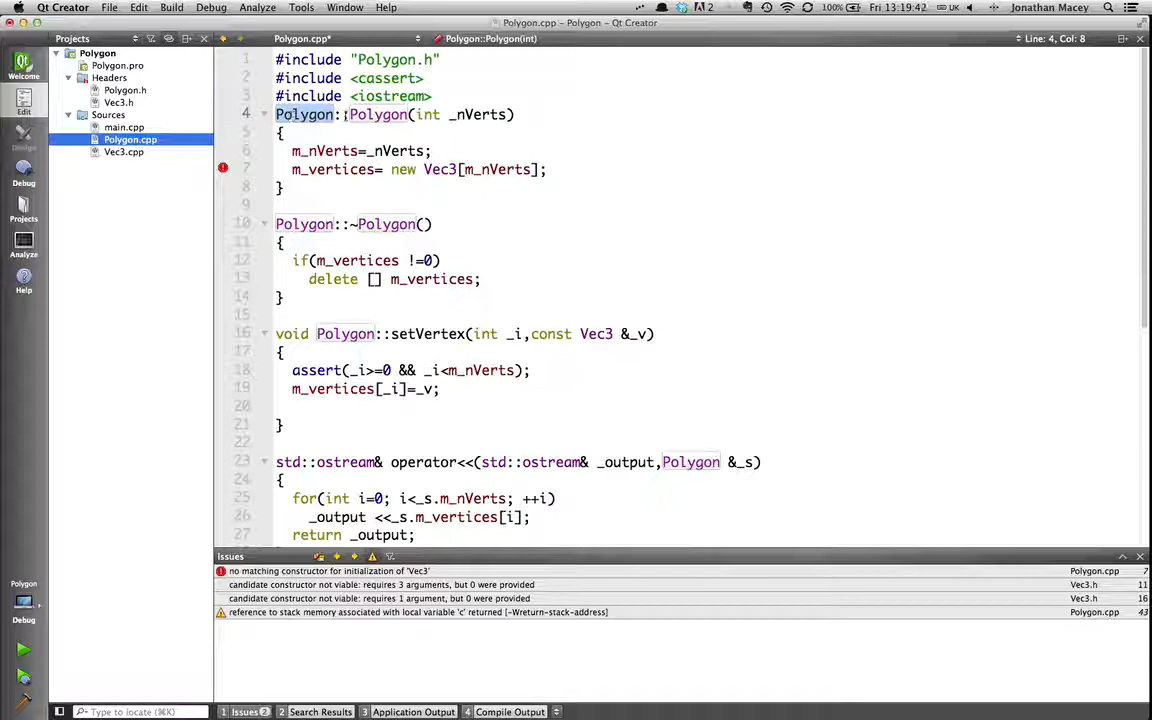 Qt Creator File Edit Build Debug Analyze Tools Window Help 2 100% Fri 13:19:42 UK Jonathan Macey
Polygon.cpp - Polygon - Qt Creator
Projects Polygon.cpp* Polygon::Polygon(int) Line: 4, Col: 8
Welcome
Edit
Design
Debug
Projects
Analyze
Help
Polygon
Debug
Polygon
Polygon.pro
Headers
Polygon.h
Vec3.h
Sources
main.cpp
Polygon.cpp
Vec3.cpp
1 #include "Polygon.h"
2 #include <cassert>
3 #include <iostream>
4 Polygon::Polygon(int _nVerts)
5 {
6 m_nVerts=_nVerts;
7 m_vertices= new Vec3[m_nVerts];
8 }
9
10 Polygon::~Polygon()
11 {
12 if(m_vertices !=0)
13 delete [] m_vertices;
14 }
15
16 void Polygon::setVertex(int _i,const Vec3 &_v)
17 {
18 assert(_i>=0 && _i<m_nVerts);
19 m_vertices[_i]=_v;
20
21 }
22
23 std::ostream& operator<<(std::ostream& _output,Polygon &_s)
24 {
25 for(int i=0; i<_s.m_nVerts; ++i)
26 _output <<_s.m_vertices[i];
27 return _output;
Issues
no matching constructor for initialization of 'Vec3' Polygon.cpp 7
candidate constructor not viable: requires 3 arguments, but 0 were provided Vec3.h 11
candidate constructor not viable: requires 1 argument, but 0 were provided Vec3.h 16
reference to stack memory associated with local variable 'c' returned [-Wreturn-stack-address] Polygon.cpp 43
Type to locate (⌘K) 1 Issues 2 2 Search Results 3 Application Output 4 Compile Output